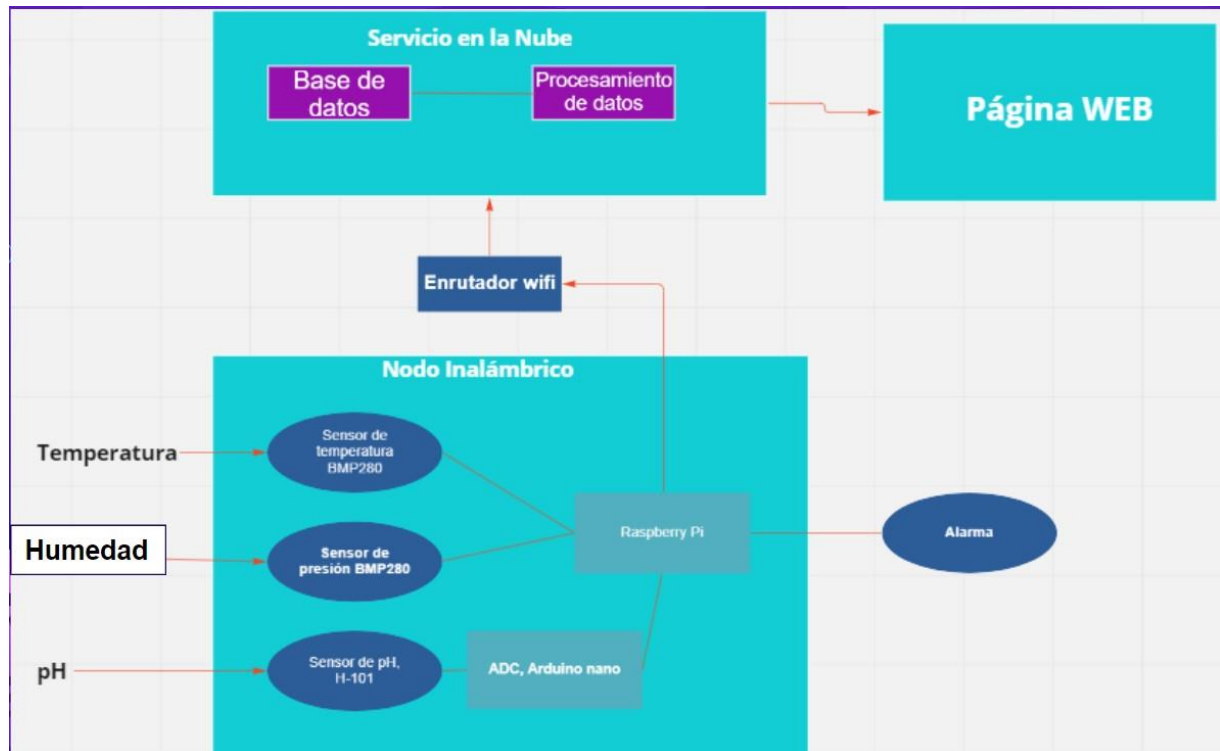 Servicio en la Nube
Base de
datos
Procesamiento
de datos
Página WEB
Enrutador wifi
Nodo Inalámbrico
Temperatura
Sensor de
temperatura
BMP280
Humedad
Sensor de
presión BMP280
Raspberry Pi
Alarma
pH
Sensor de pH,
H-101
ADC, Arduino nano